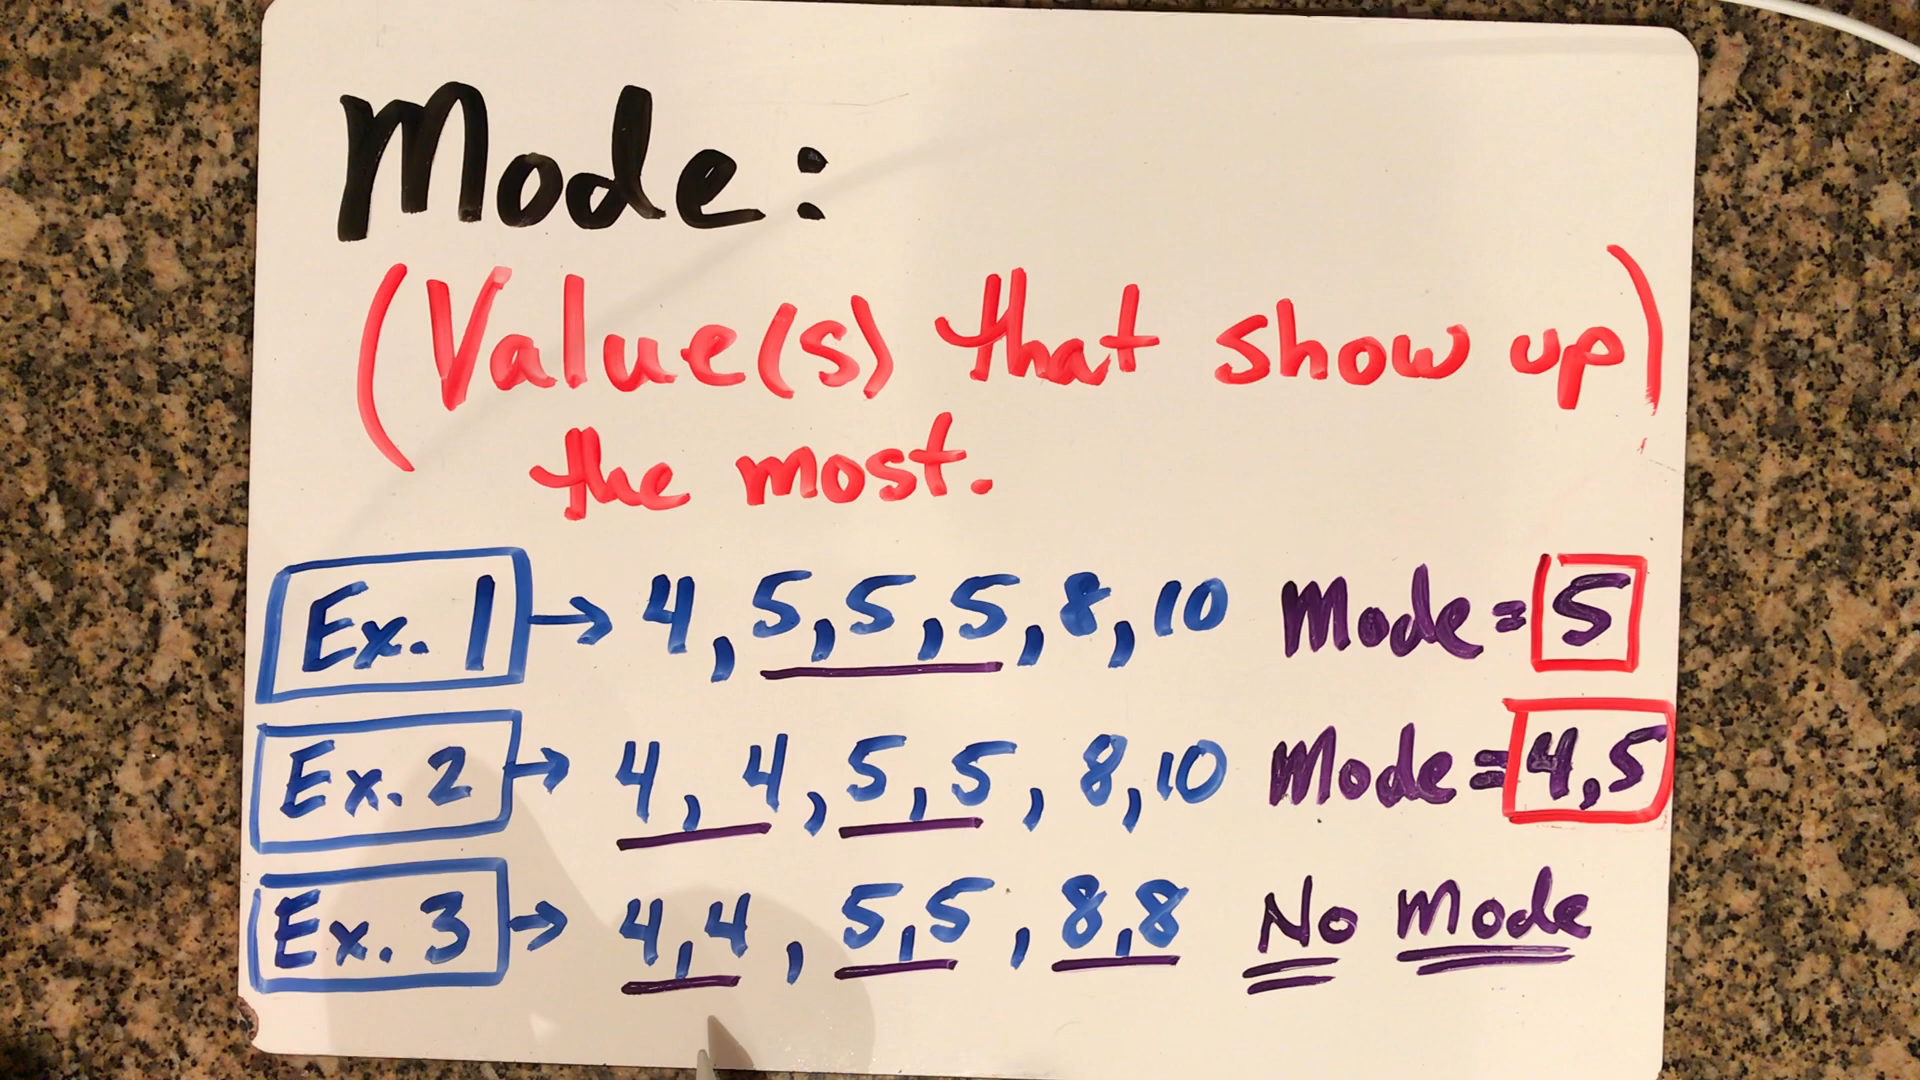 Mode:
(Value(s) that show up)
the most.
Ex. 1 → 4, 5, 5, 5, 8, 10 Mode = 5
Ex. 2 → 4, 4, 5, 5, 8, 10 Mode = 4, 5
Ex. 3 → 4, 4, 5, 5, 8, 8 No Mode